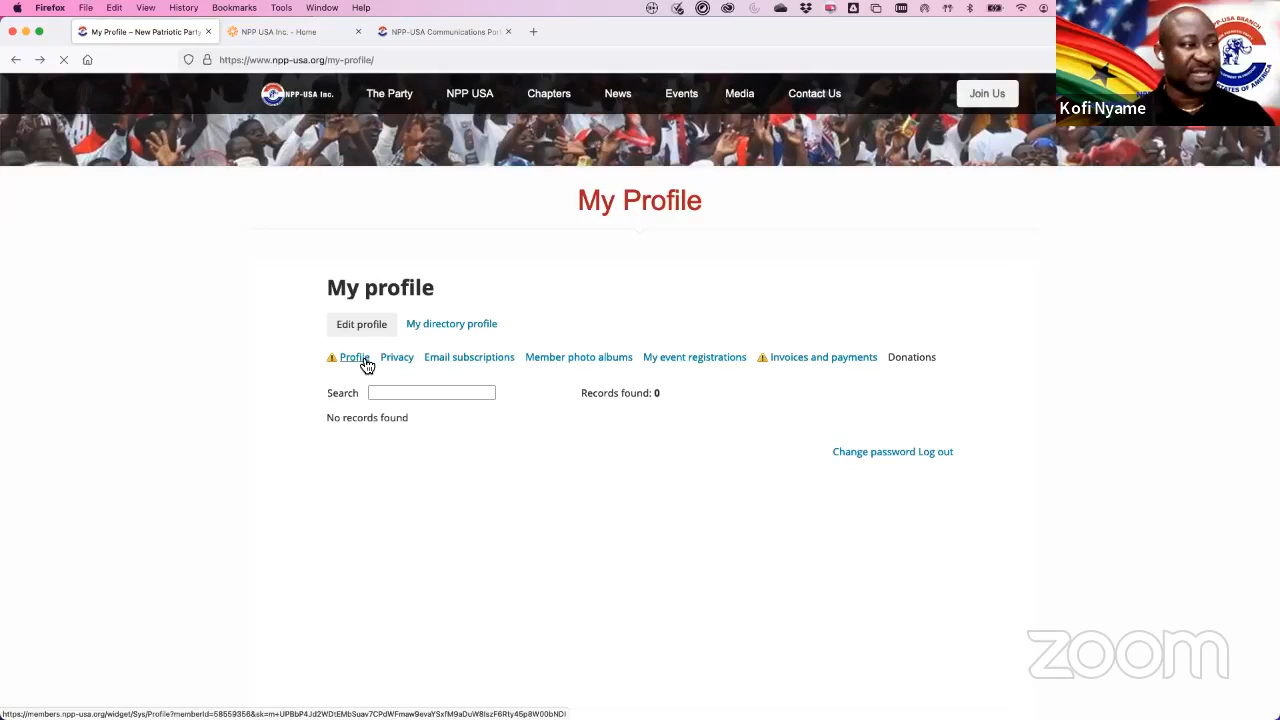 Firefox File Edit View History Bookmarks Tools Window Help
My Profile – New Patriotic Party
NPP USA Inc. - Home
NPP-USA Communications Por
https://www.npp-usa.org/my-profile/
NPP-USA Inc.
The Party
NPP USA
Chapters
News
Events
Media
Contact Us
Join Us
Kofi Nyame
My Profile
My profile
Edit profile
My directory profile
Profile
Privacy
Email subscriptions
Member photo albums
My event registrations
Invoices and payments
Donations
Search
Records found: 0
No records found
Change password Log out
zoom